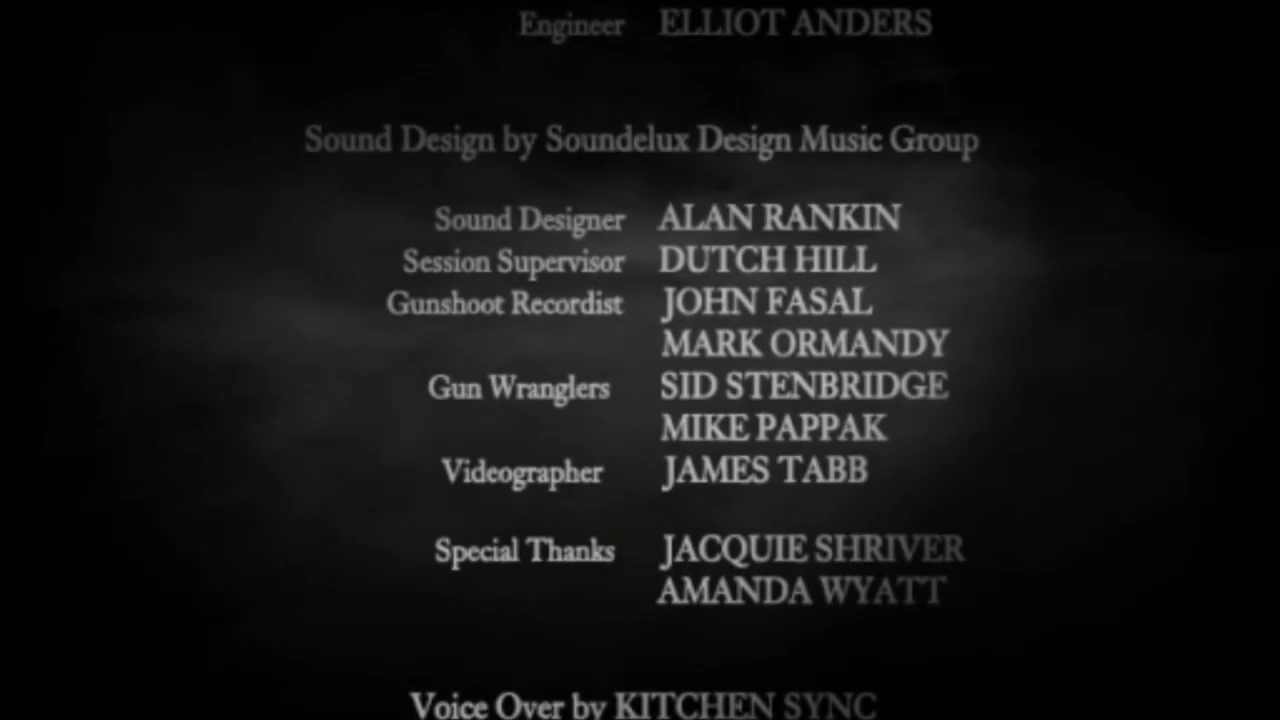 Engineer ELLIOT ANDERS
Sound Design by Soundelux Design Music Group
Sound Designer ALAN RANKIN
Session Supervisor DUTCH HILL
Gunshoot Recordist JOHN FASAL
MARK ORMANDY
Gun Wranglers SID STENBRIDGE
MIKE PAPPAK
Videographer JAMES TABB
Special Thanks JACQUIE SHRIVER
AMANDA WYATT
Voice Over by KITCHEN SYNC